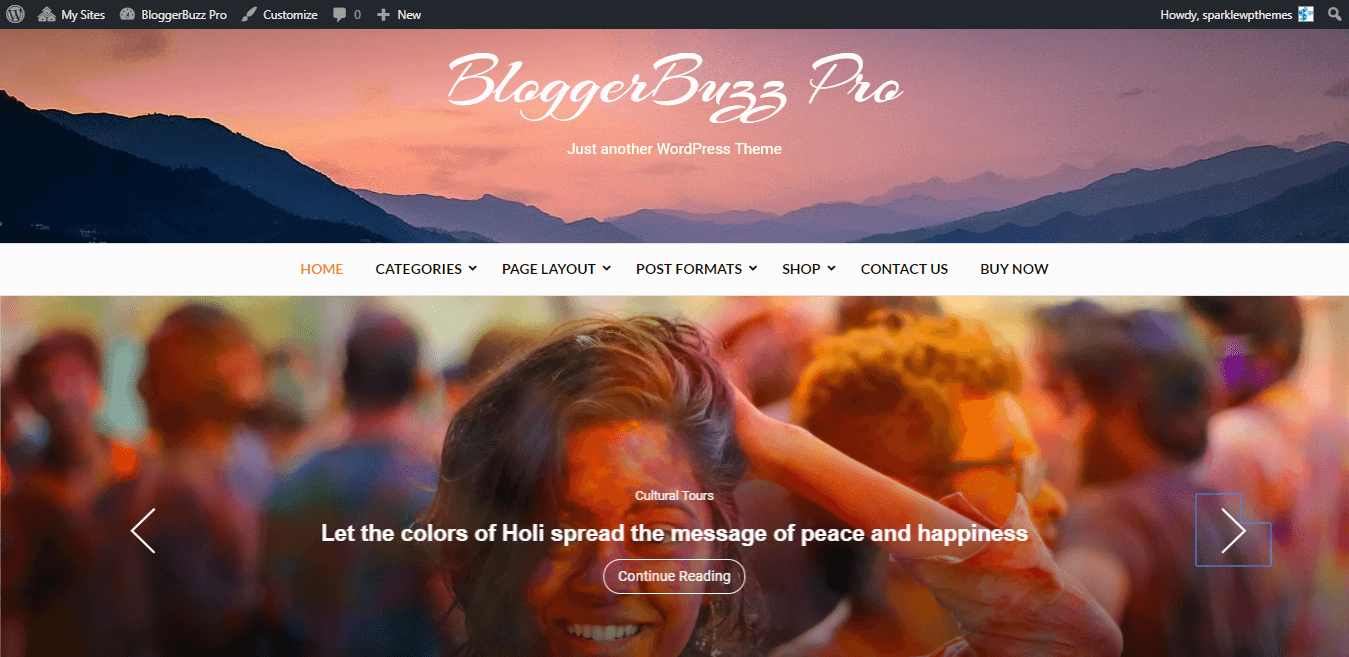 My Sites BloggerBuzz Pro Customize 0 New Howdy, sparklewpthemes
BloggerBuzz Pro
Just another WordPress Theme
HOME CATEGORIES PAGE LAYOUT POST FORMATS SHOP CONTACT US BUY NOW
Cultural Tours
Let the colors of Holi spread the message of peace and happiness
Continue Reading